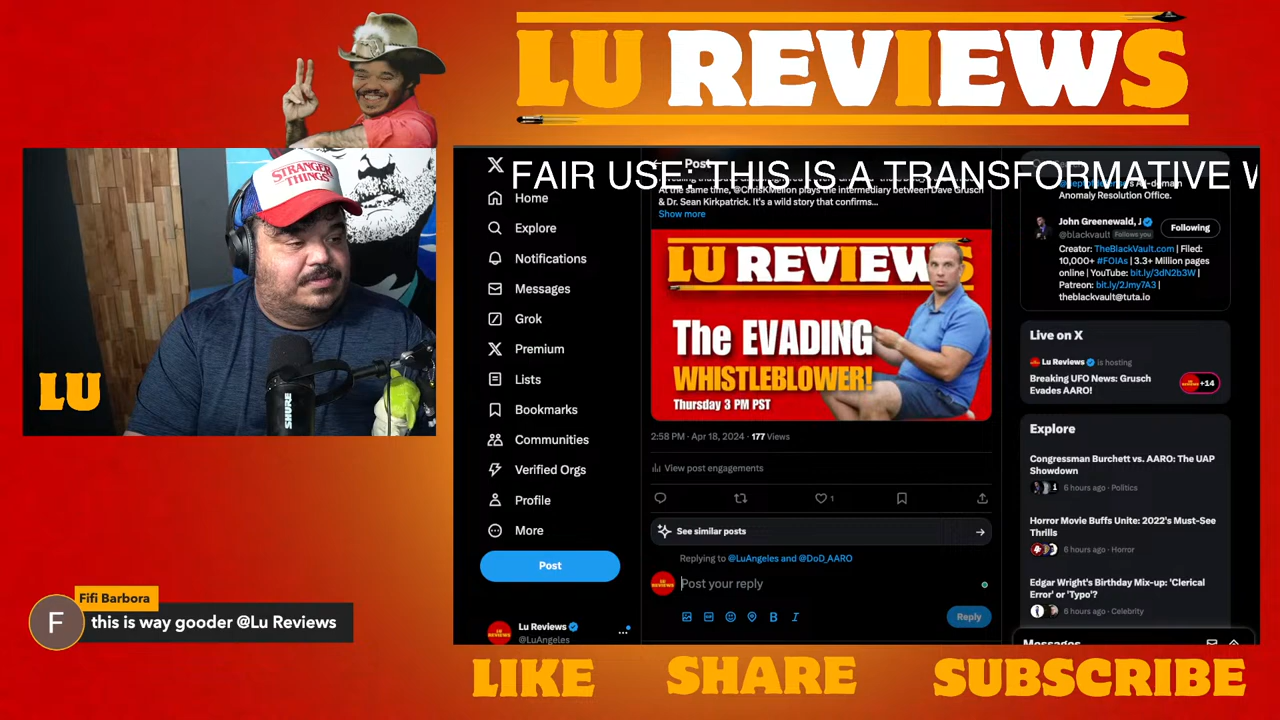 LU REVIEWS
STRANGER
THINGS
LU
SHURE
Fifi Barbora
F
this is way gooder @Lu Reviews
FAIR USE: THIS IS A TRANSFORMATIVE
Post
Home
Explore
Notifications
Messages
Grok
Premium
Lists
Bookmarks
Communities
Verified Orgs
Profile
More
Post
Lu Reviews
@LuAngeles
At the same time, @ChrisKMellon plays the intermediary between Dave Grusch
& Dr. Sean Kirkpatrick. It's a wild story that confirms...
Show more
LU REVIEWS
The EVADING
WHISTLEBLOWER!
Thursday 3 PM PST
2:58 PM · Apr 18, 2024 · 177 Views
View post engagements
1
See similar posts
Replying to @LuAngeles and @DoD_AARO
Post your reply
Reply
Anomaly Resolution Office.
John Greenewald, J
@blackvault Follows you
Following
Creator: TheBlackVault.com | Filed:
10,000+ #FOIAs | 3.3+ Million pages
online | YouTube: bit.ly/3dN2b3W |
Patreon: bit.ly/2Jmy7A3 |
theblackvault@tuta.io
Live on X
Lu Reviews is hosting
Breaking UFO News: Grusch
Evades AARO!
+14
Explore
Congressman Burchett vs. AARO: The UAP
Showdown
6 hours ago · Politics
Horror Movie Buffs Unite: 2022's Must-See
Thrills
6 hours ago · Horror
Edgar Wright's Birthday Mix-up: 'Clerical
Error' or 'Typo'?
6 hours ago · Celebrity
Messages
LIKE SHARE SUBSCRIBE